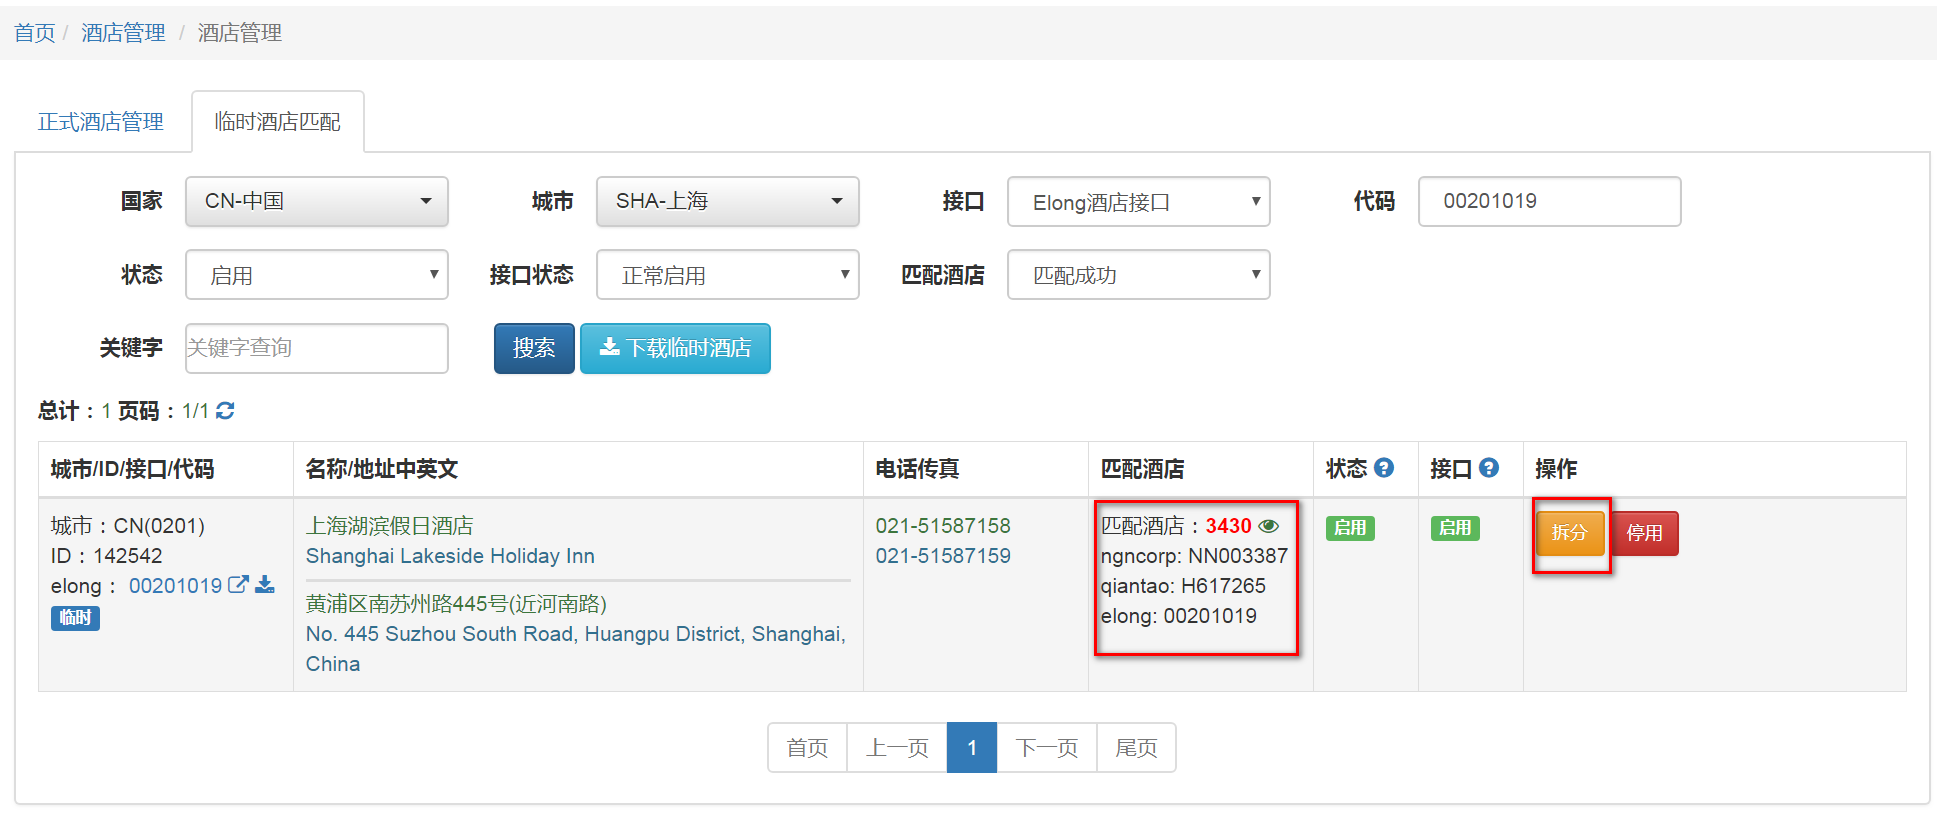 首页 / 酒店管理 / 酒店管理
正式酒店管理 临时酒店匹配
国家 CN-中国 城市 SHA-上海 接口 Elong酒店接口 代码 00201019
状态 启用 接口状态 正常启用 匹配酒店 匹配成功
关键字 关键字查询 搜索 下载临时酒店
总计：1 页码：1/1
城市/ID/接口/代码 名称/地址中英文 电话传真 匹配酒店 状态 接口 操作
城市：CN(0201)
ID：142542
elong： 00201019
临时
上海湖滨假日酒店
Shanghai Lakeside Holiday Inn
黄浦区南苏州路445号(近河南路)
No. 445 Suzhou South Road, Huangpu District, Shanghai,
China
021-51587158
021-51587159
匹配酒店：3430
ngncorp: NN003387
qiantao: H617265
elong: 00201019
启用
启用
拆分 停用
首页 上一页 1 下一页 尾页